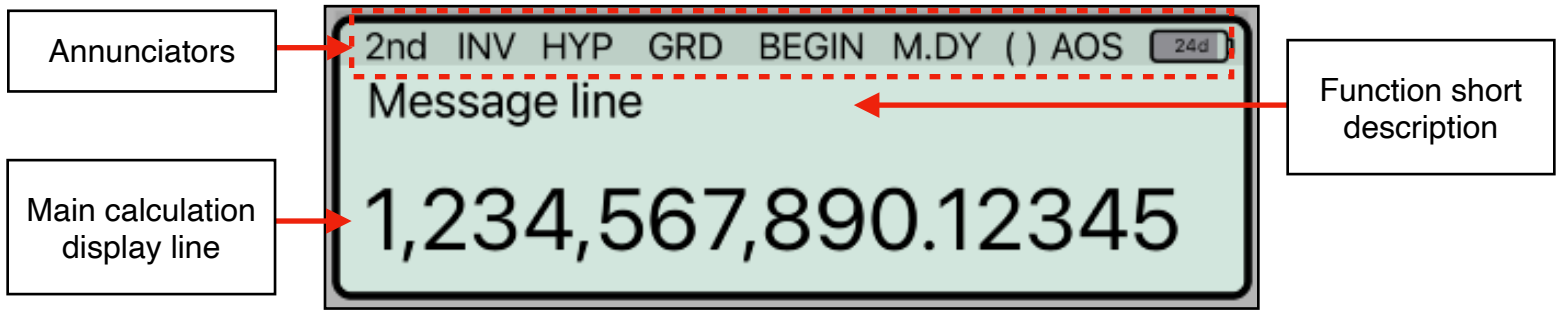 Annunciators
2nd INV HYP GRD BEGIN M.DY ( ) AOS 24d
Message line
Function short
description
Main calculation
display line
1,234,567,890.12345